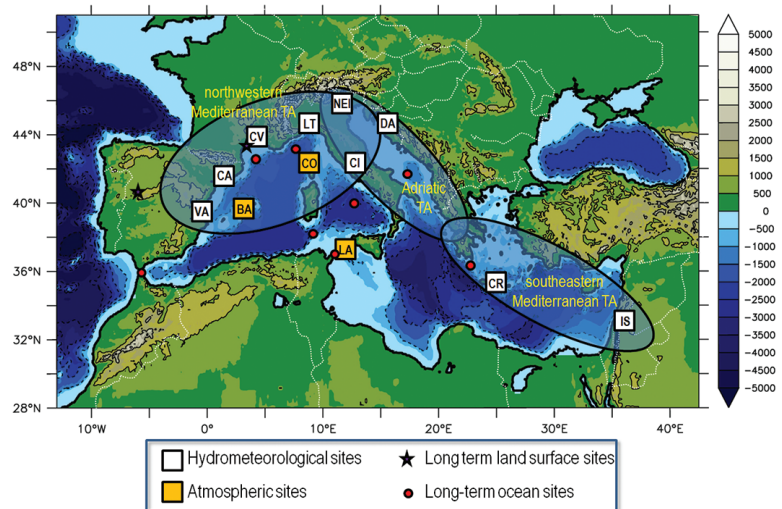 48°N
44°N
40°N
36°N
32°N
28°N
10°W
0°
10°E
20°E
30°E
40°E
northwestern
Mediterranean TA
NEI
LT
DA
CV
CO
CI
CA
VA
BA
LA
Adriatic
TA
CR
southeastern
Mediterranean TA
IS
5000
4500
4000
3500
3000
2500
2000
1500
1000
500
0
−500
−1000
−1500
−2000
−2500
−3000
−3500
−4000
−4500
−5000
Hydrometeorological sites
Long term land surface sites
Atmospheric sites
Long-term ocean sites